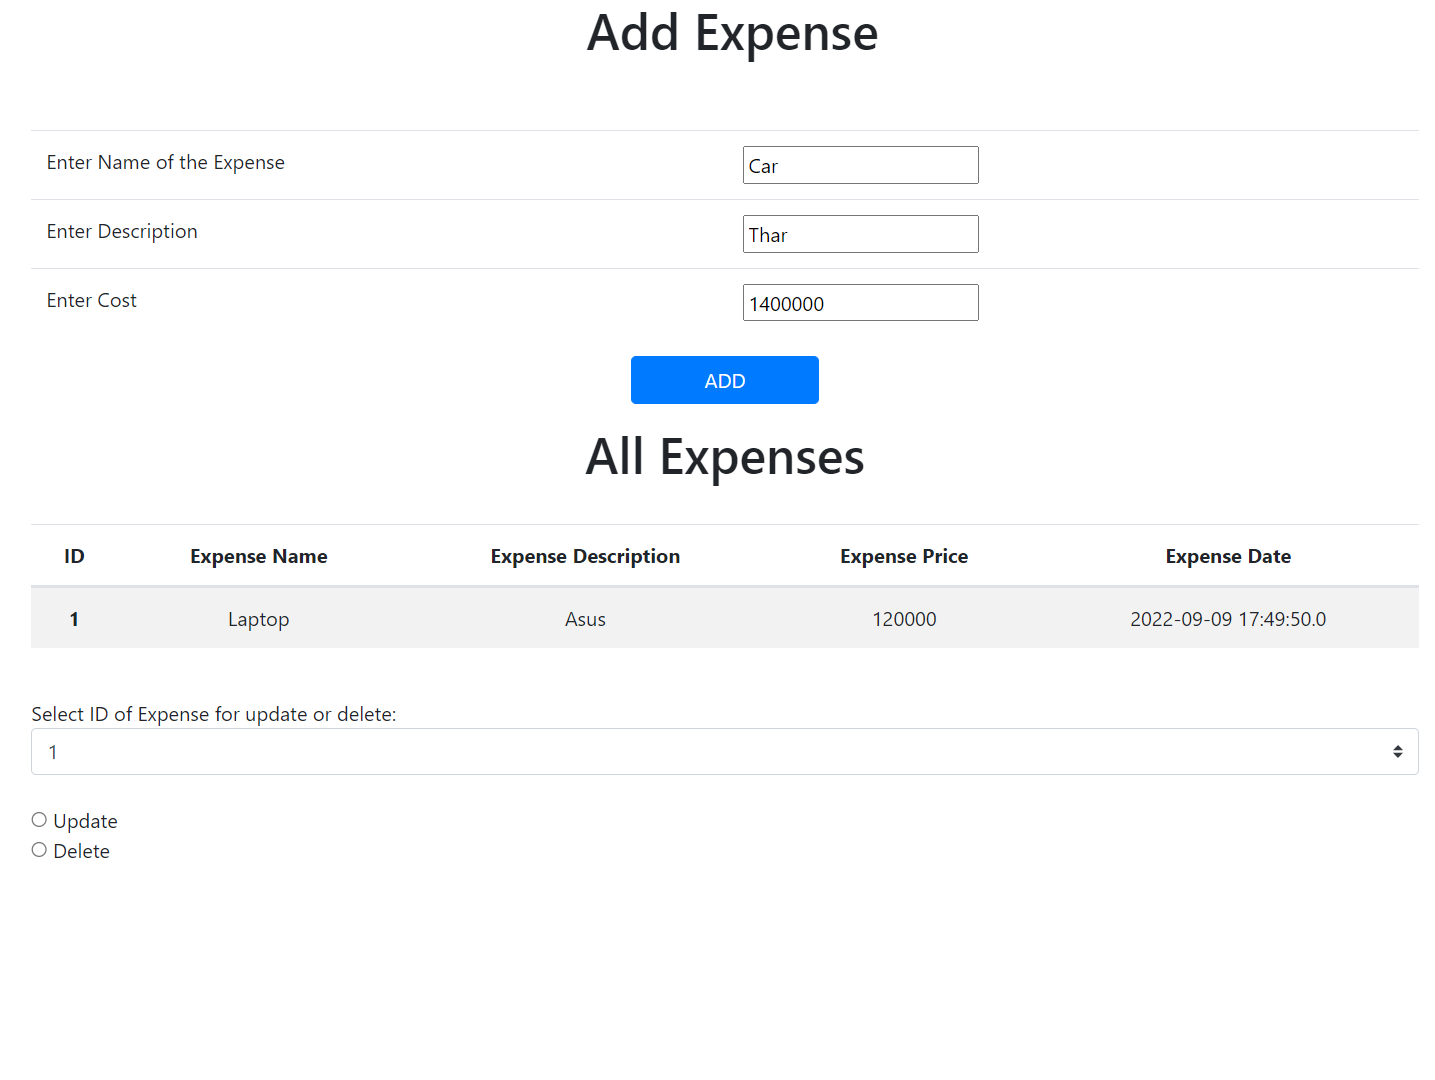 Add Expense
Enter Name of the Expense Car
Enter Description Thar
Enter Cost 1400000
ADD
All Expenses
ID Expense Name Expense Description Expense Price Expense Date
1 Laptop Asus 120000 2022-09-09 17:49:50.0
Select ID of Expense for update or delete:
1
Update
Delete